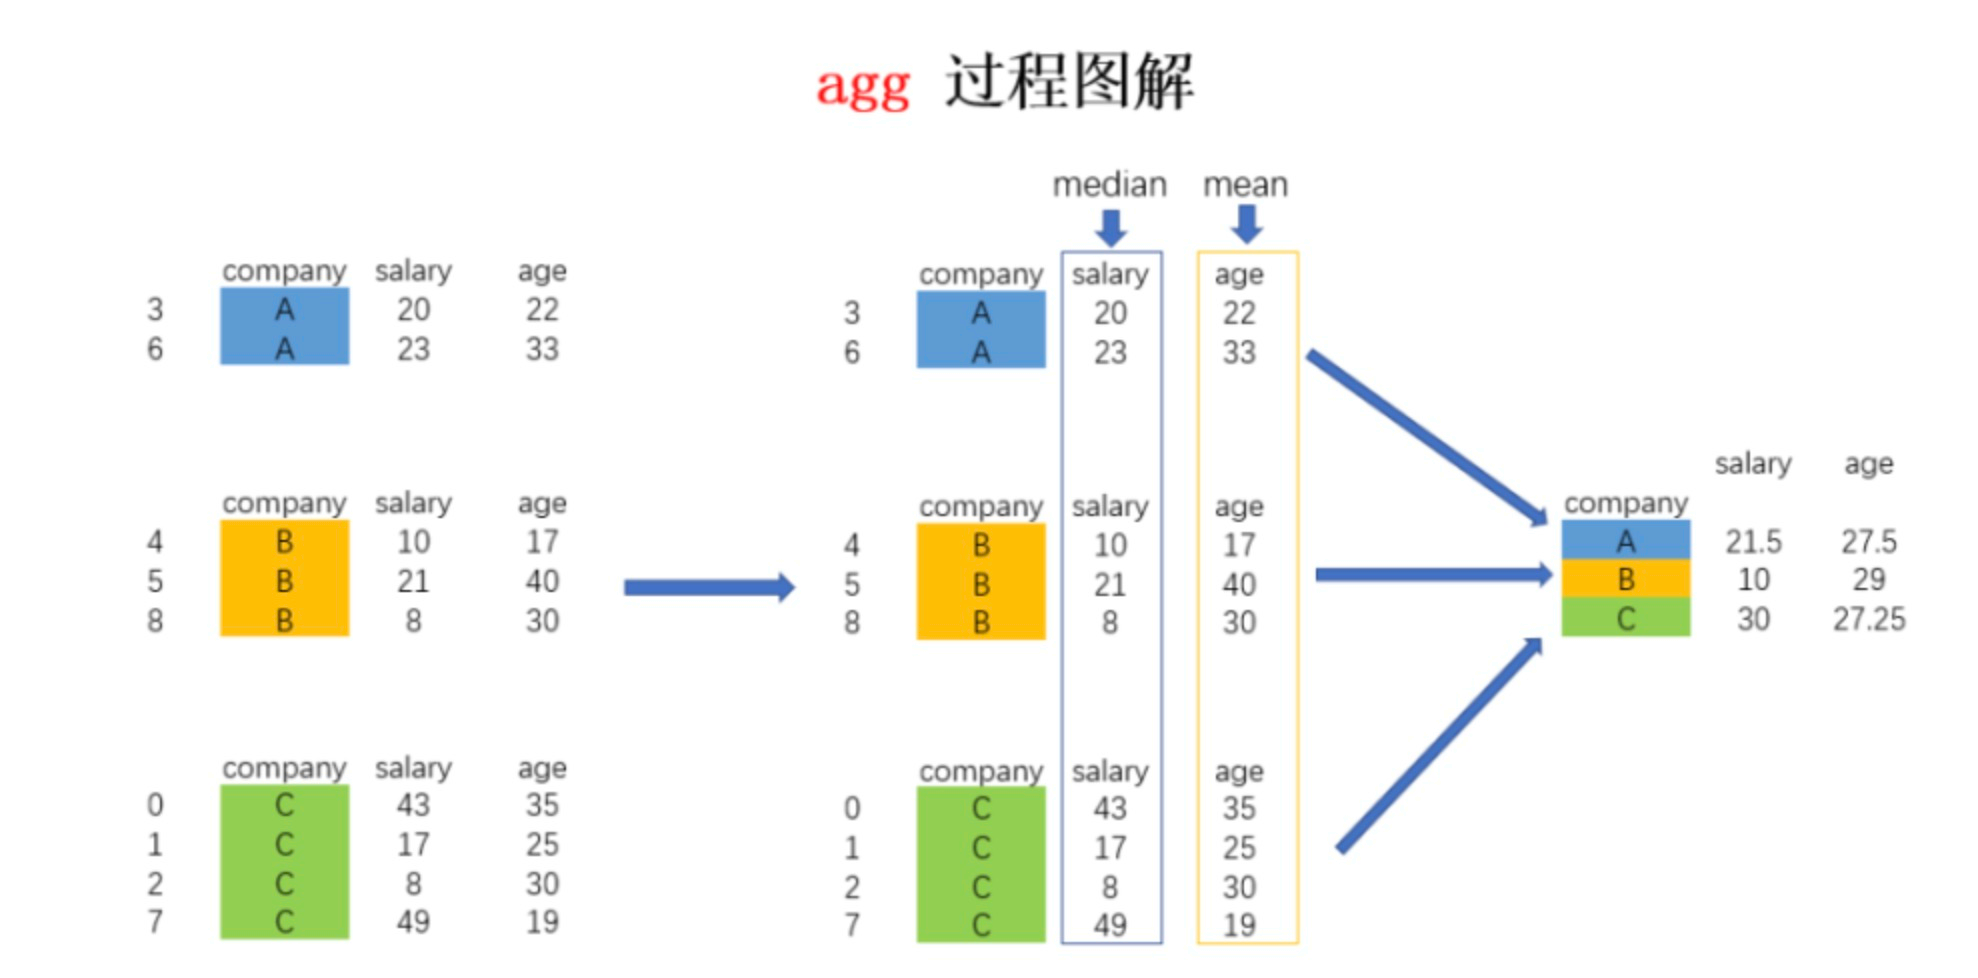 agg 过程图解
median mean
company salary age
3 A 20 22
6 A 23 33
company salary age
4 B 10 17
5 B 21 40
8 B 8 30
company salary age
0 C 43 35
1 C 17 25
2 C 8 30
7 C 49 19
company salary age
3 A 20 22
6 A 23 33
company salary age
4 B 10 17
5 B 21 40
8 B 8 30
company salary age
0 C 43 35
1 C 17 25
2 C 8 30
7 C 49 19
salary age
company
A 21.5 27.5
B 10 29
C 30 27.25